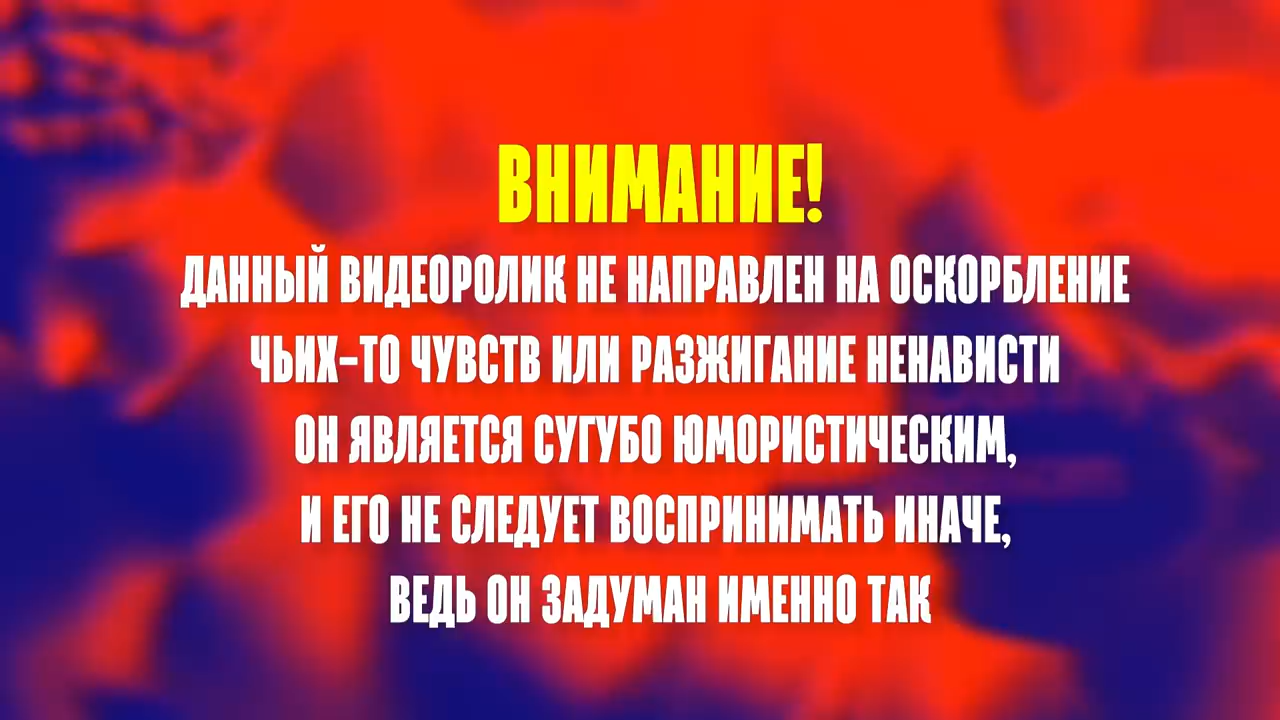 ВНИМАНИЕ!
ДАННЫЙ ВИДЕОРОЛИК НЕ НАПРАВЛЕН НА ОСКОРБЛЕНИЕ
ЧЬИХ-ТО ЧУВСТВ ИЛИ РАЗЖИГАНИЕ НЕНАВИСТИ
ОН ЯВЛЯЕТСЯ СУГУБО ЮМОРИСТИЧЕСКИМ,
И ЕГО НЕ СЛЕДУЕТ ВОСПРИНИМАТЬ ИНАЧЕ,
ВЕДЬ ОН ЗАДУМАН ИМЕННО ТАК